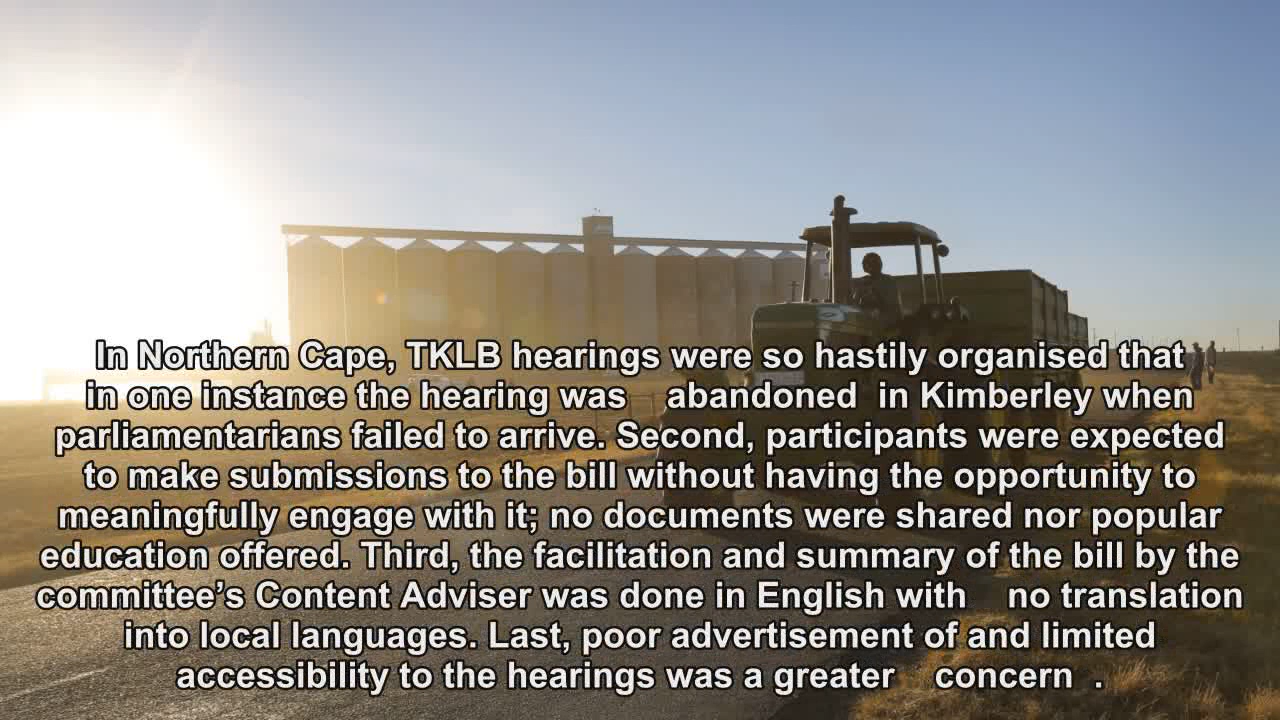 In Northern Cape, TKLB hearings were so hastily organised that
in one instance the hearing was    abandoned  in Kimberley when
parliamentarians failed to arrive. Second, participants were expected
to make submissions to the bill without having the opportunity to
meaningfully engage with it; no documents were shared nor popular
education offered. Third, the facilitation and summary of the bill by the
committee’s Content Adviser was done in English with    no translation
into local languages. Last, poor advertisement of and limited
accessibility to the hearings was a greater    concern  .